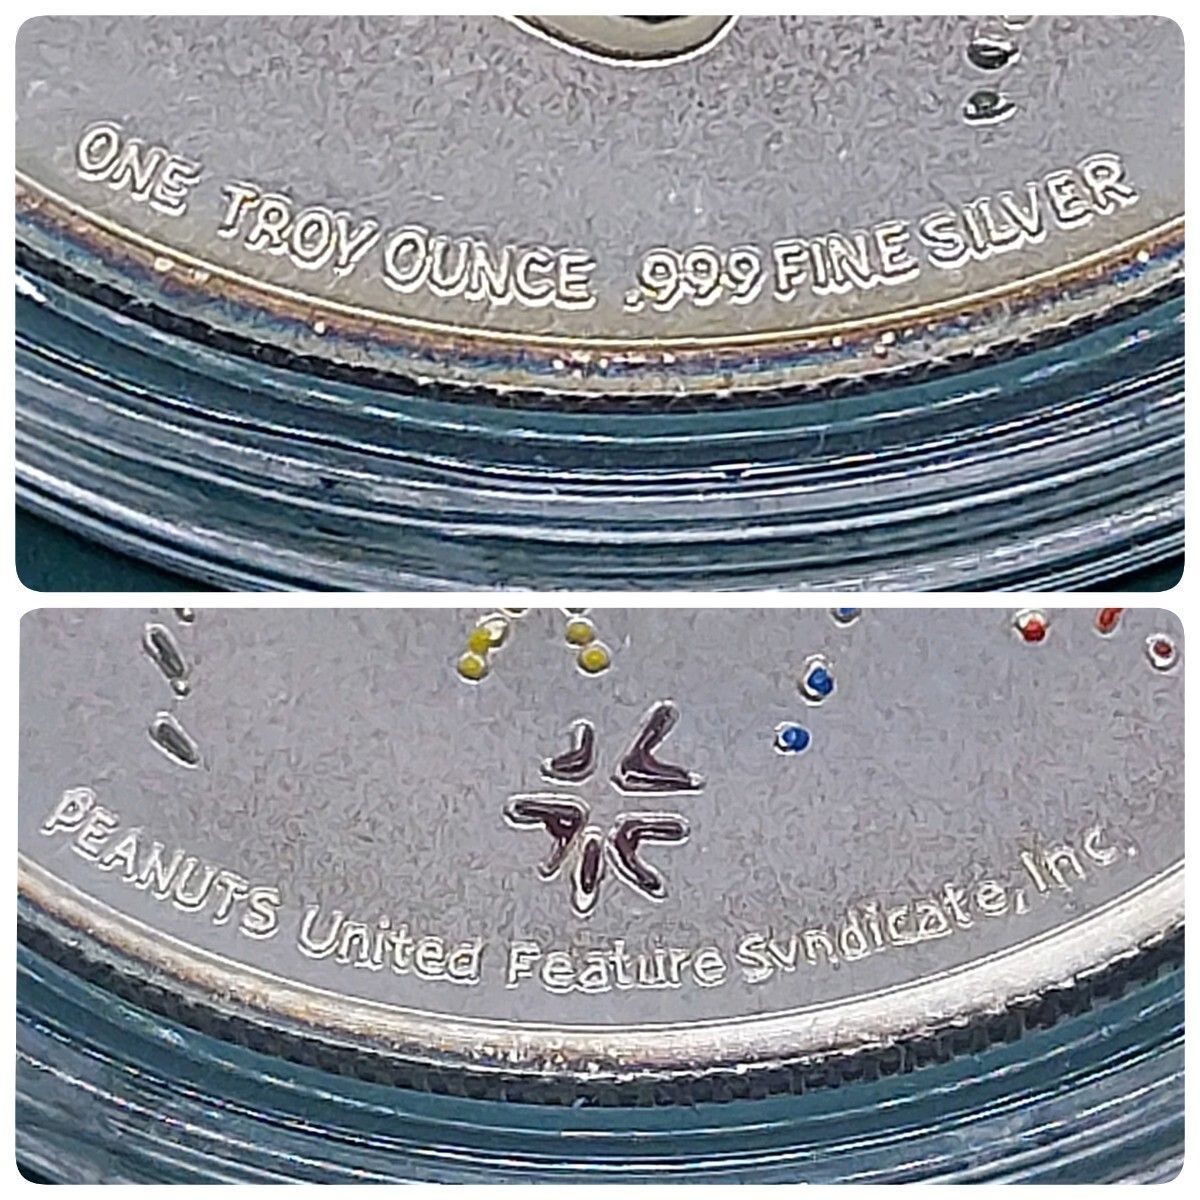 ONE TROY OUNCE .999 FINE SILVER
PEANUTS United Feature Syndicate, Inc.